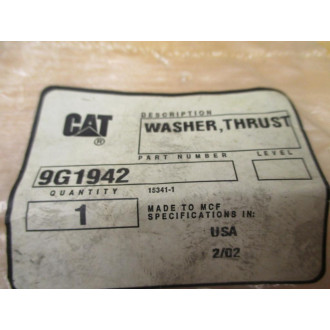 CAT®
DESCRIPTION
WASHER,THRUST
PART NUMBER
LEVEL
9G1942
QUANTITY
15341-1
1
MADE TO MCF
SPECIFICATIONS IN:
USA
2/02